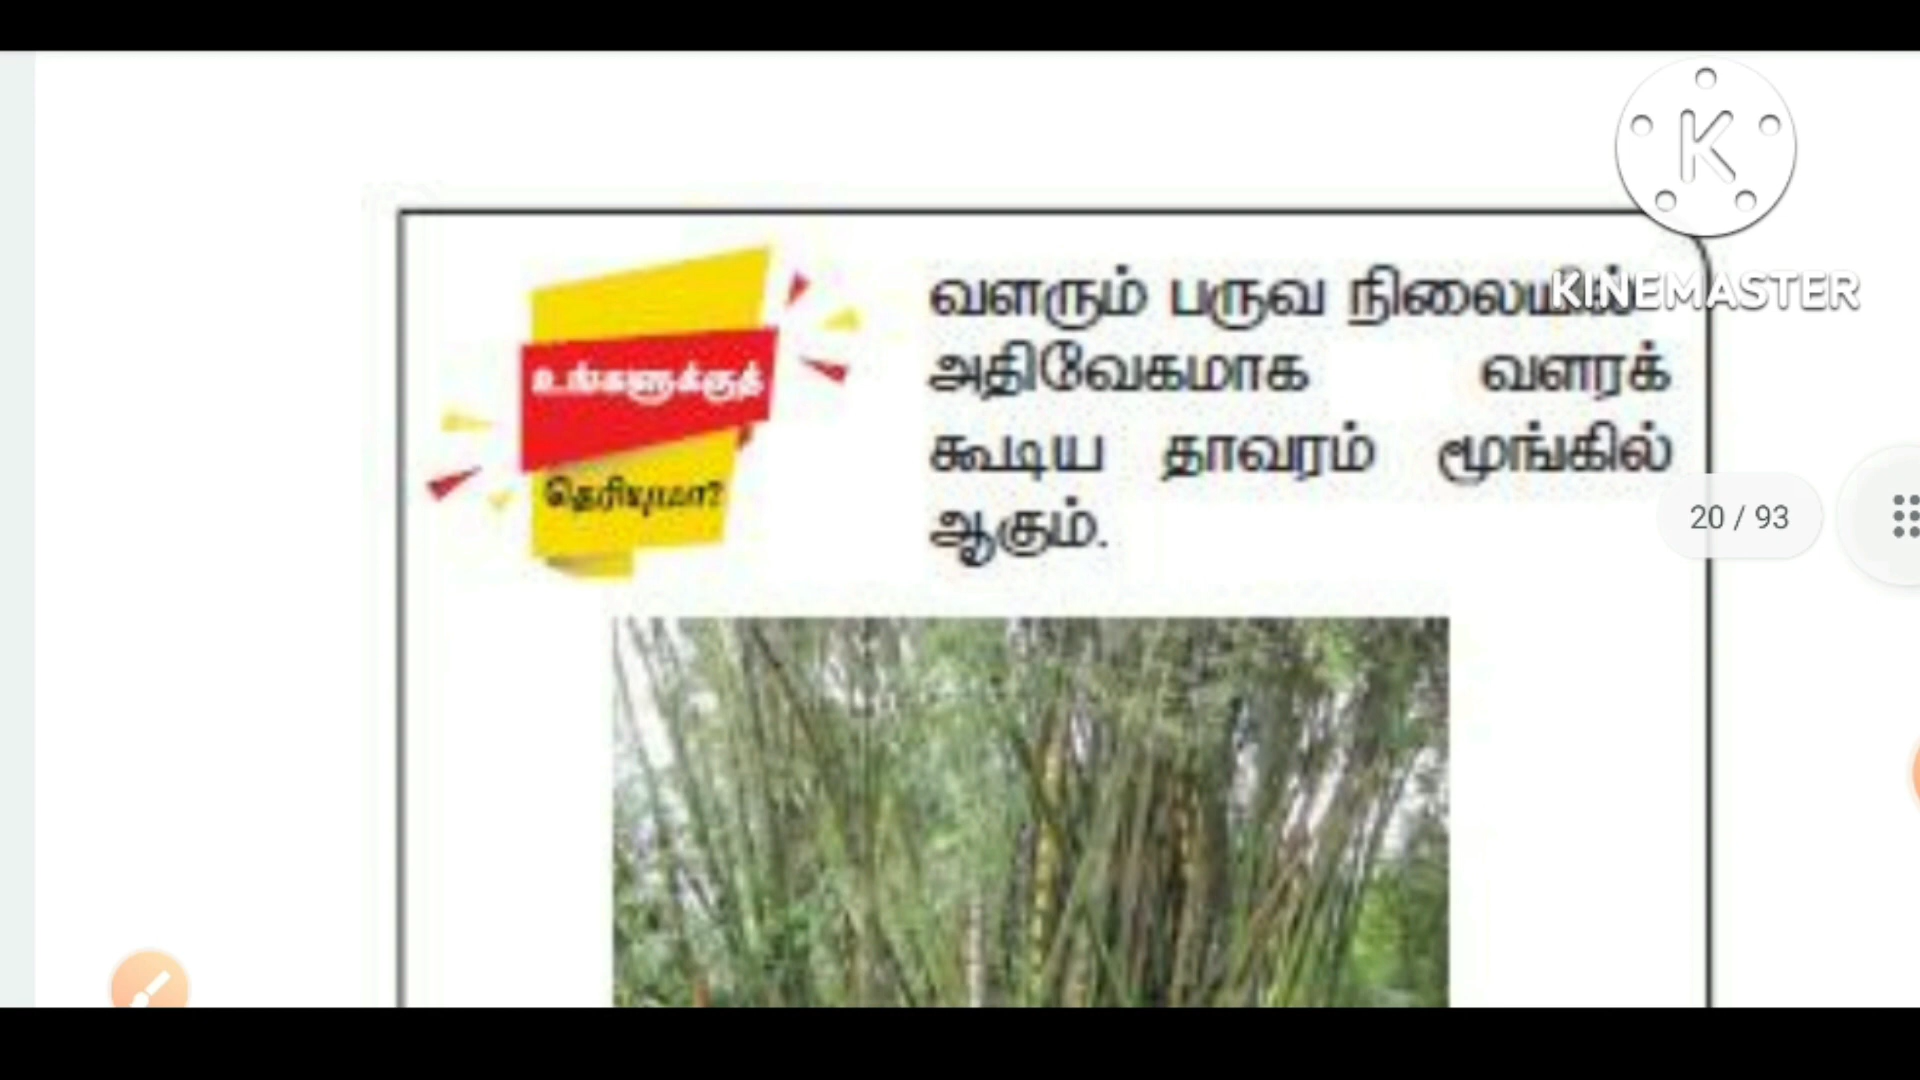 K
KINEMASTER
உங்களுக்குத்
தெரியுமா?
வளரும் பருவ நிலையில்
அதிவேகமாக வளரக்
கூடிய தாவரம் மூங்கில்
ஆகும்.
20 / 93